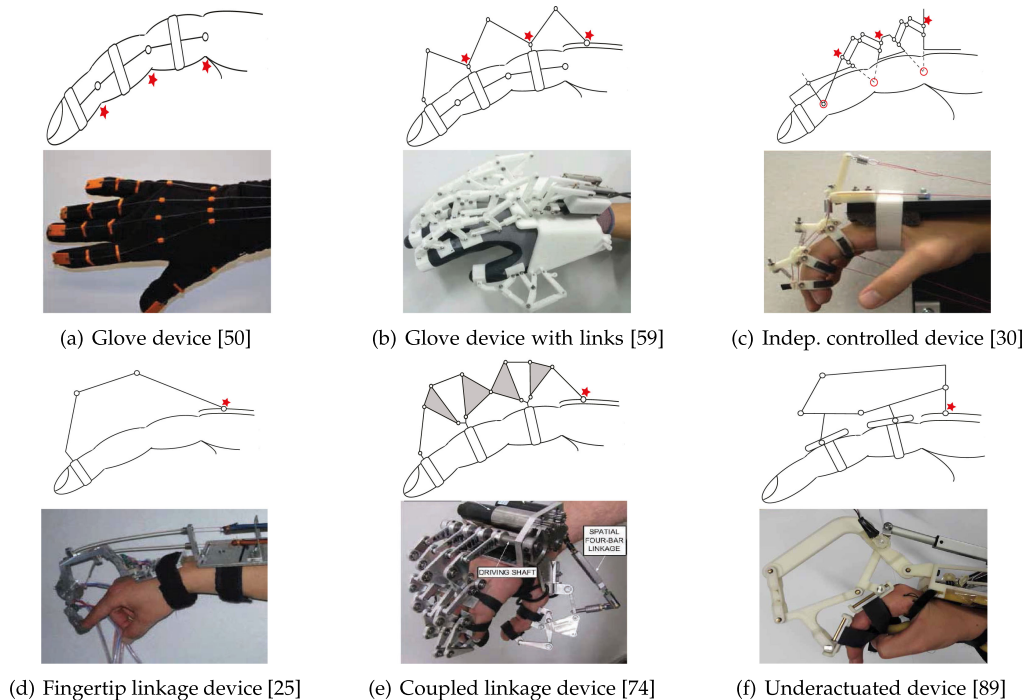 (a) Glove device [50]
(b) Glove device with links [59]
(c) Indep. controlled device [30]
SPATIAL
FOUR-BAR
LINKAGE
DRIVING SHAFT
(d) Fingertip linkage device [25]
(e) Coupled linkage device [74]
(f) Underactuated device [89]